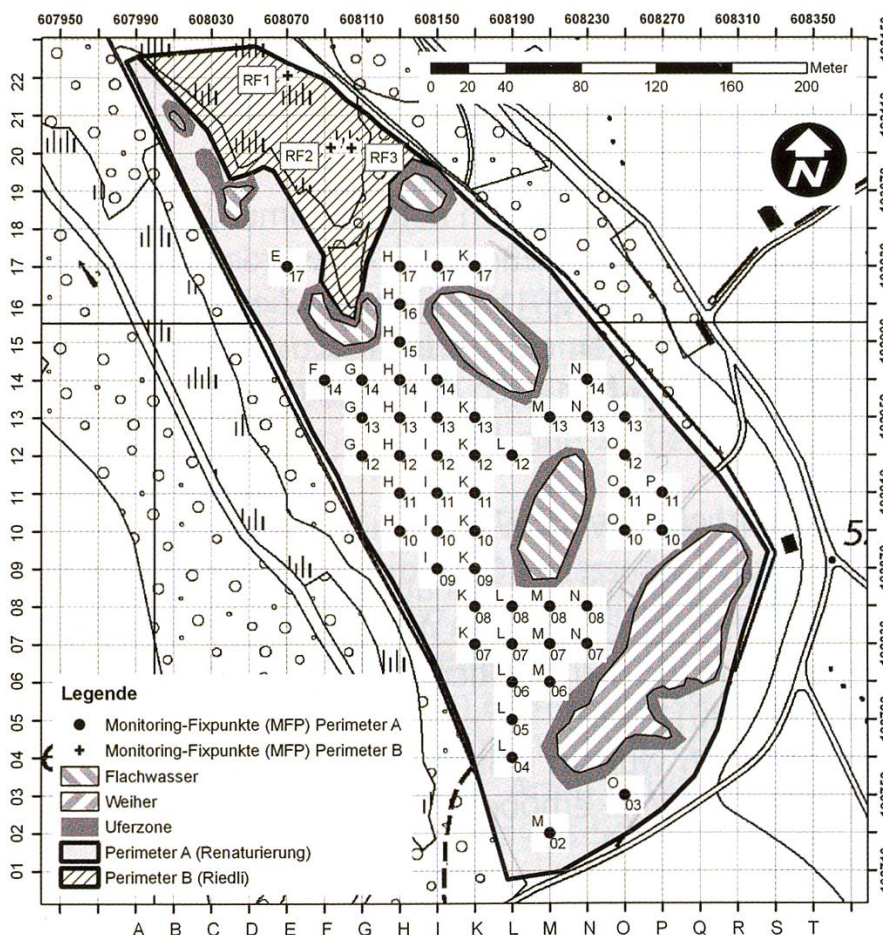 607950 607990 608030 608070 608110 608150 608190 608230 608270 608310 608350
22
21
20
19
18
17
16
15
14
13
12
11
10
09
08
07
06
05
04
03
02
01
Meter
0 20 40 80 120 160 200
N
RF1
RF2
RF3
E H I K
17 17 17 17
H
16
H
15
F G H I N
14 14 14 14 14
G H I K M N O
13 13 13 13 13 13 13
G H I K L O
12 12 12 12 12 12
H I K O P
11 11 11 11 11
H I K O P
10 10 10 10 10
I K
09 09
K L M N
08 08 08 08
K L M N
07 07 07 07
L M
06 06
L
05
L
04
O
03
M
02
Legende
Monitoring-Fixpunkte (MFP) Perimeter A
Monitoring-Fixpunkte (MFP) Perimeter B
Flachwasser
Weiher
Uferzone
Perimeter A (Renaturierung)
Perimeter B (Riedli)
A B C D E F G H I K L M N O P Q R S T